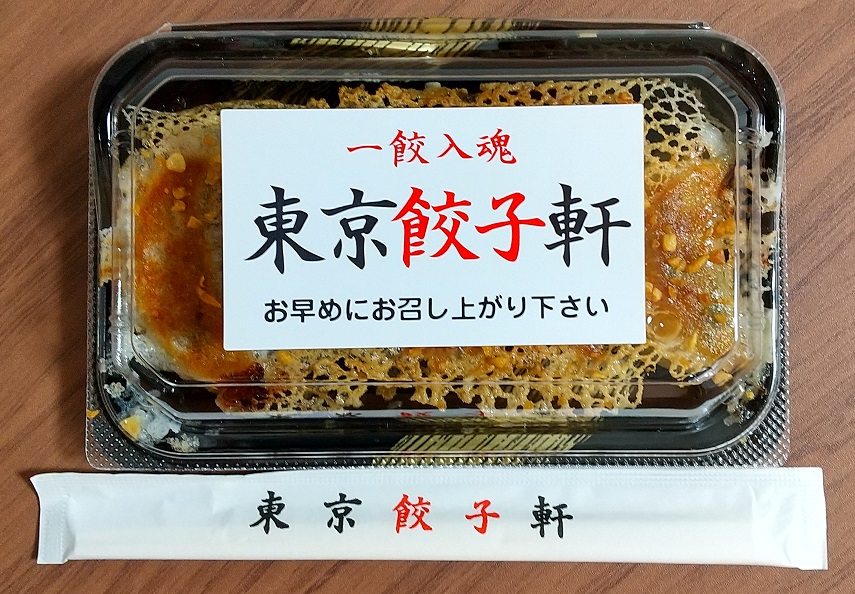 一餃入魂
東京餃子軒
お早めにお召し上がり下さい
東京餃子軒